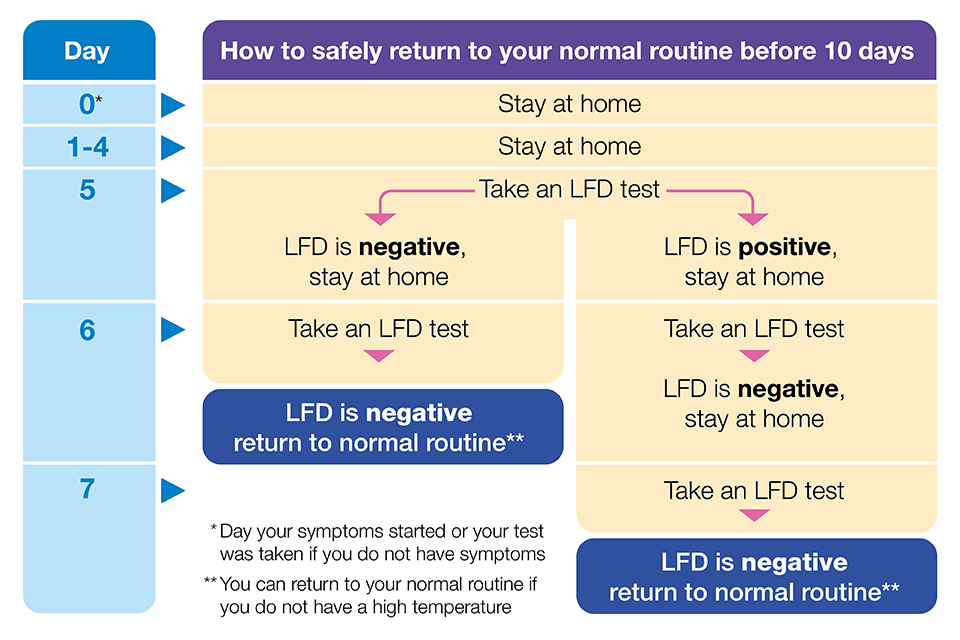 Day
How to safely return to your normal routine before 10 days
0*
Stay at home
1-4
Stay at home
5
Take an LFD test
LFD is negative,
stay at home
LFD is positive,
stay at home
6
Take an LFD test
LFD is negative
return to normal routine**
Take an LFD test
LFD is negative,
stay at home
7
Take an LFD test
LFD is negative
return to normal routine**
* Day your symptoms started or your test
was taken if you do not have symptoms
** You can return to your normal routine if
you do not have a high temperature